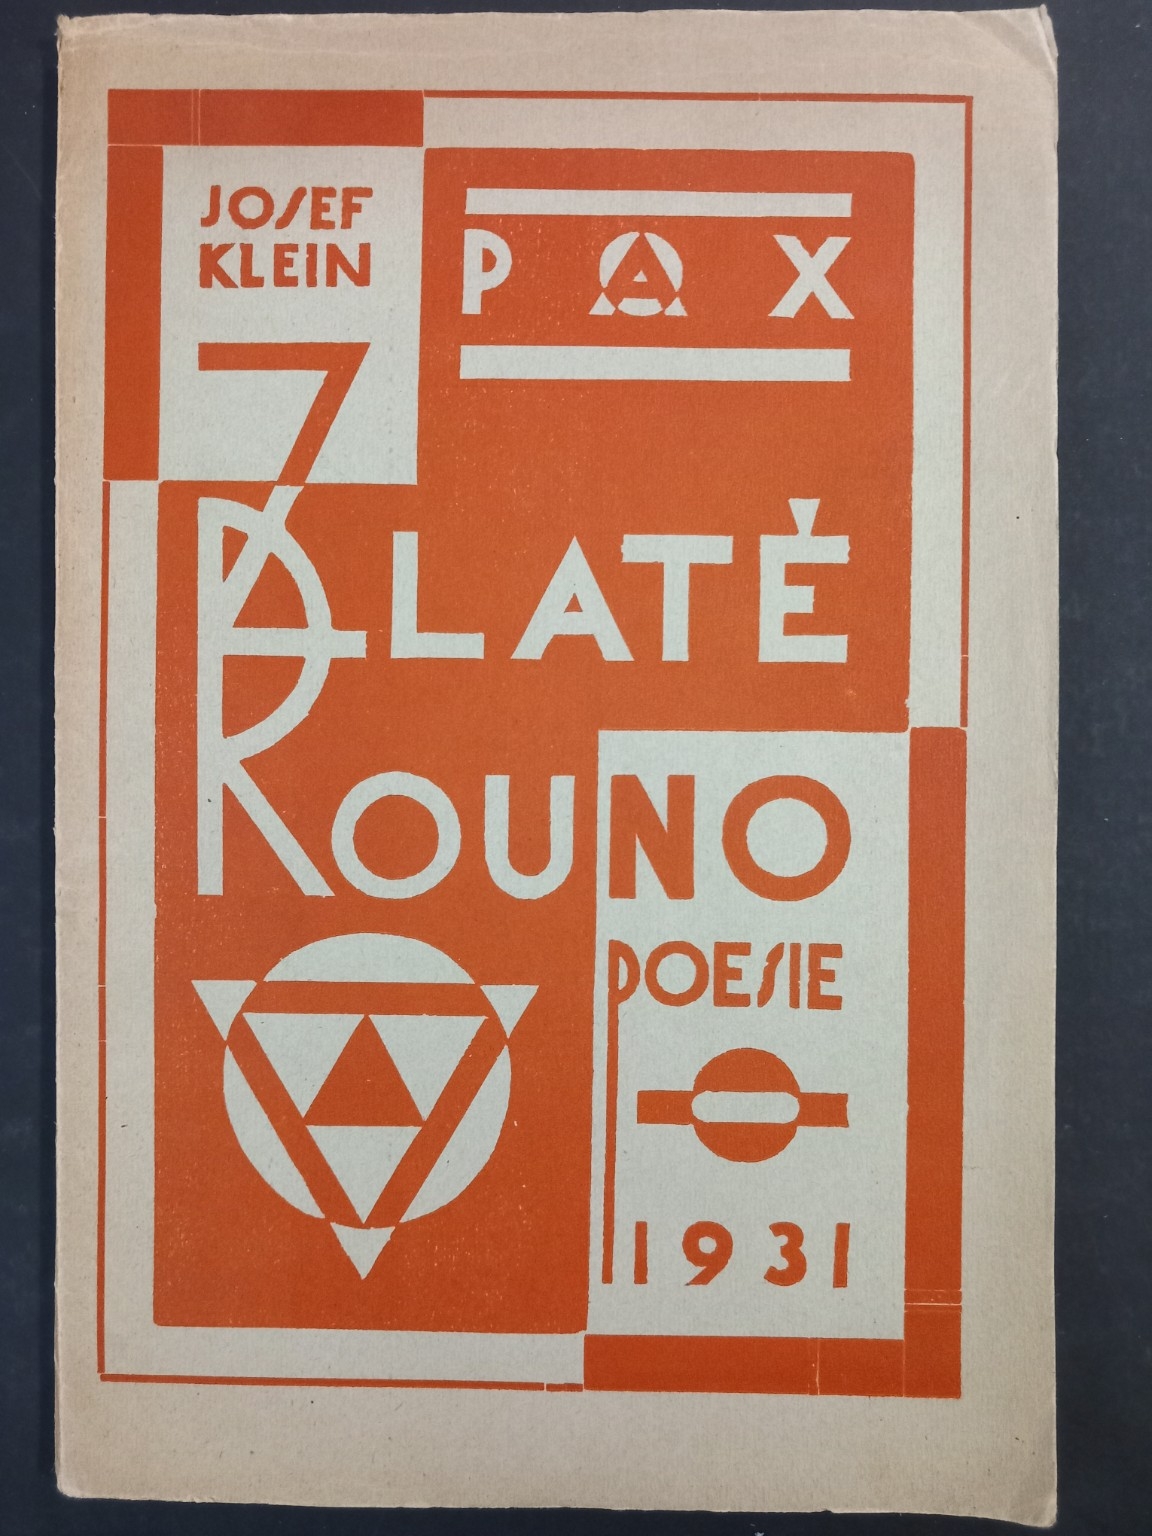 JOSEF
KLEIN
PAX
ZLATÉ
ROUNO
POESIE
1931